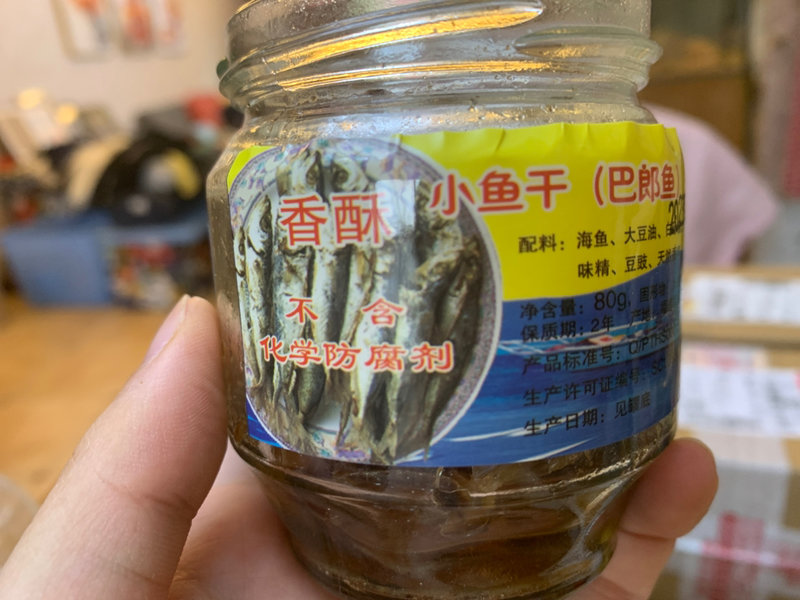 香酥
不含
化学防腐剂
小鱼干（巴郎鱼）
配料：海鱼、大豆油、
味精、豆豉、
净含量：80g，
保质期：2年
产品标准号：
生产许可证编号：
生产日期：见罐底